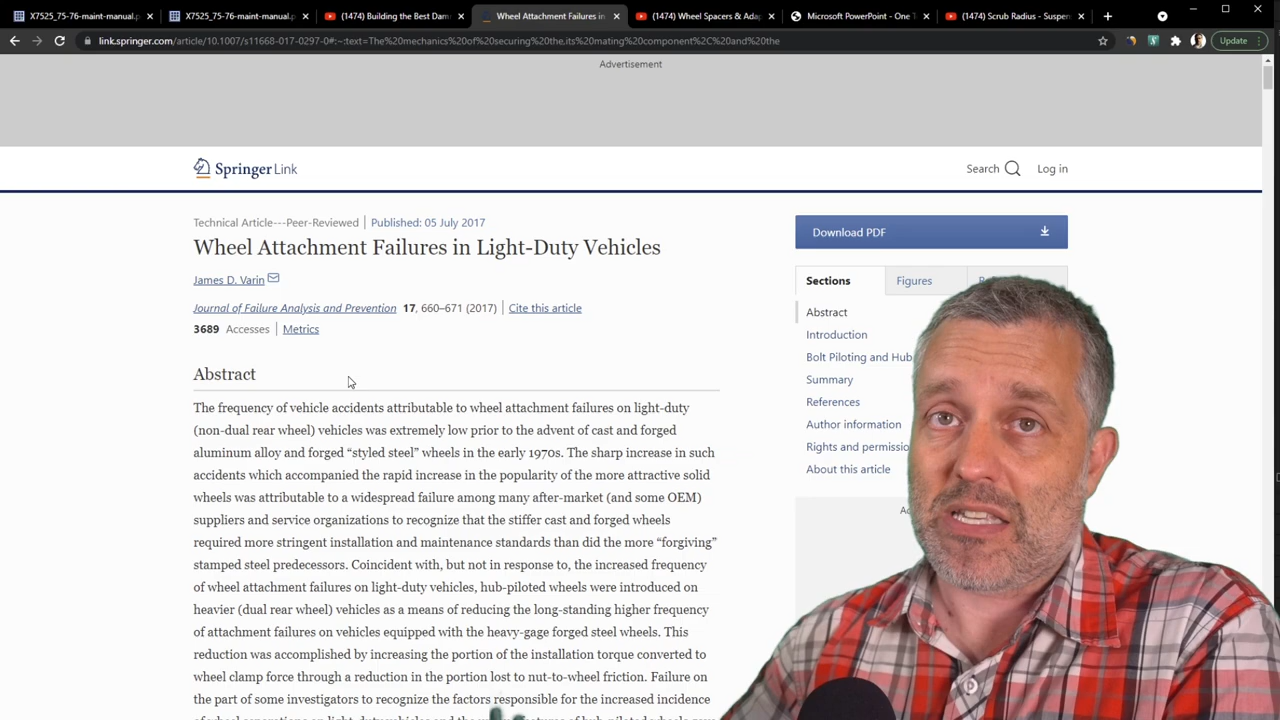 X7525_75-76-maint-manual.p
X7525_75-76-maint-manual.p
(1474) Building the Best Damn
Wheel Attachment Failures in
(1474) Wheel Spacers & Ada
Microsoft PowerPoint - One T
(1474) Scrub Radius - Suspen
link.springer.com/article/10.1007/s11668-017-0297-0#:~:text=The%20mechanics%20of%20securing%20the,its%20mating%20component%2C%20and%20the
Update
Advertisement
Springer Link
Search
Log in
Technical Article---Peer-Reviewed | Published: 05 July 2017
Wheel Attachment Failures in Light-Duty Vehicles
James D. Varin
Journal of Failure Analysis and Prevention 17, 660–671 (2017) | Cite this article
3689 Accesses | Metrics
Abstract
The frequency of vehicle accidents attributable to wheel attachment failures on light-duty
(non-dual rear wheel) vehicles was extremely low prior to the advent of cast and forged
aluminum alloy and forged “styled steel” wheels in the early 1970s. The sharp increase in such
accidents which accompanied the rapid increase in the popularity of the more attractive solid
wheels was attributable to a widespread failure among many after-market (and some OEM)
suppliers and service organizations to recognize that the stiffer cast and forged wheels
required more stringent installation and maintenance standards than did the more “forgiving”
stamped steel predecessors. Coincident with, but not in response to, the increased frequency
of wheel attachment failures on light-duty vehicles, hub-piloted wheels were introduced on
heavier (dual rear wheel) vehicles as a means of reducing the long-standing higher frequency
of attachment failures on vehicles equipped with the heavy-gage forged steel wheels. This
reduction was accomplished by increasing the portion of the installation torque converted to
wheel clamp force through a reduction in the portion lost to nut-to-wheel friction. Failure on
the part of some investigators to recognize the factors responsible for the increased incidence
Download PDF
Sections
Figures
Abstract
Introduction
Bolt Piloting and Hub
Summary
References
Author information
Rights and permissio
About this article